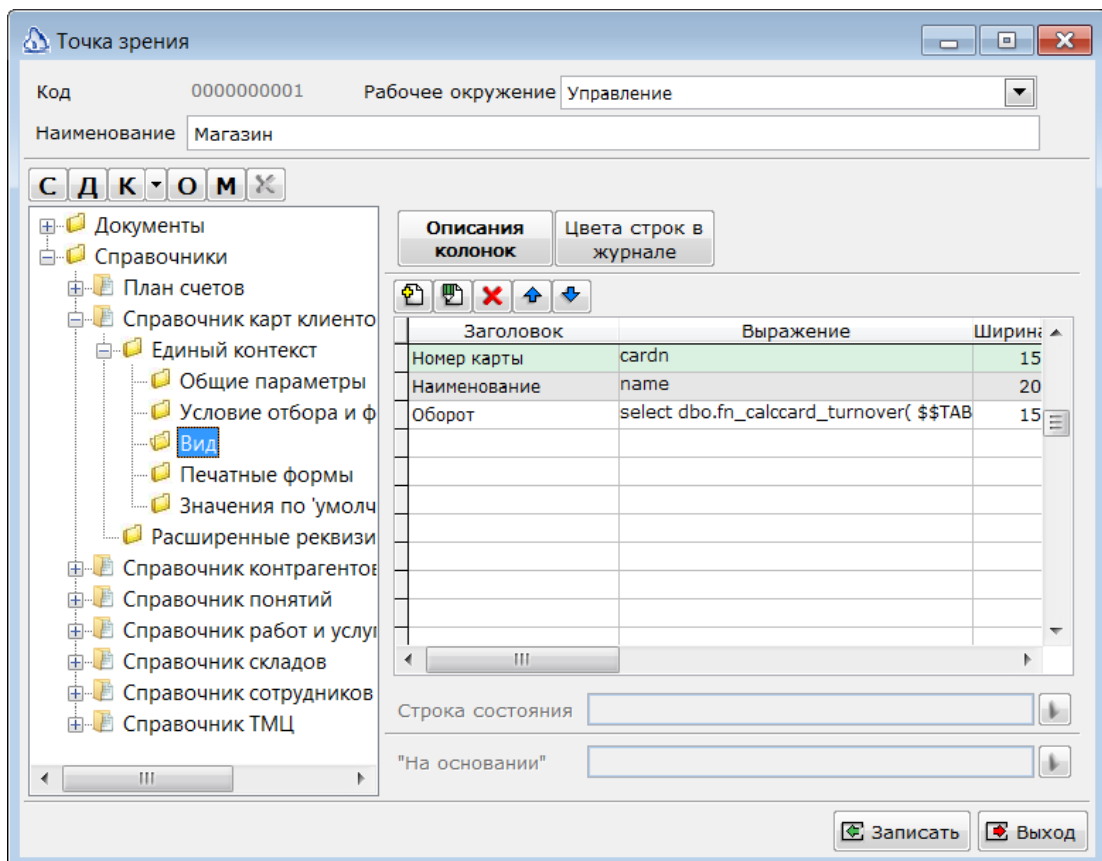 Точка зрения
Код 0000000001 Рабочее окружение Управление
Наименование Магазин
С Д К О М
Документы
Справочники
План счетов
Справочник карт клиенто
Единый контекст
Общие параметры
Условие отбора и ф
Вид
Печатные формы
Значения по 'умолч
Расширенные реквизи
Справочник контрагентов
Справочник понятий
Справочник работ и услуг
Справочник складов
Справочник сотрудников
Справочник ТМЦ
Описания колонок
Цвета строк в журнале
Заголовок Выражение Ширина
Номер карты cardn 15
Наименование name 20
Оборот select dbo.fn_calccard_turnover( $$TAB 15
Строка состояния
"На основании"
Записать Выход